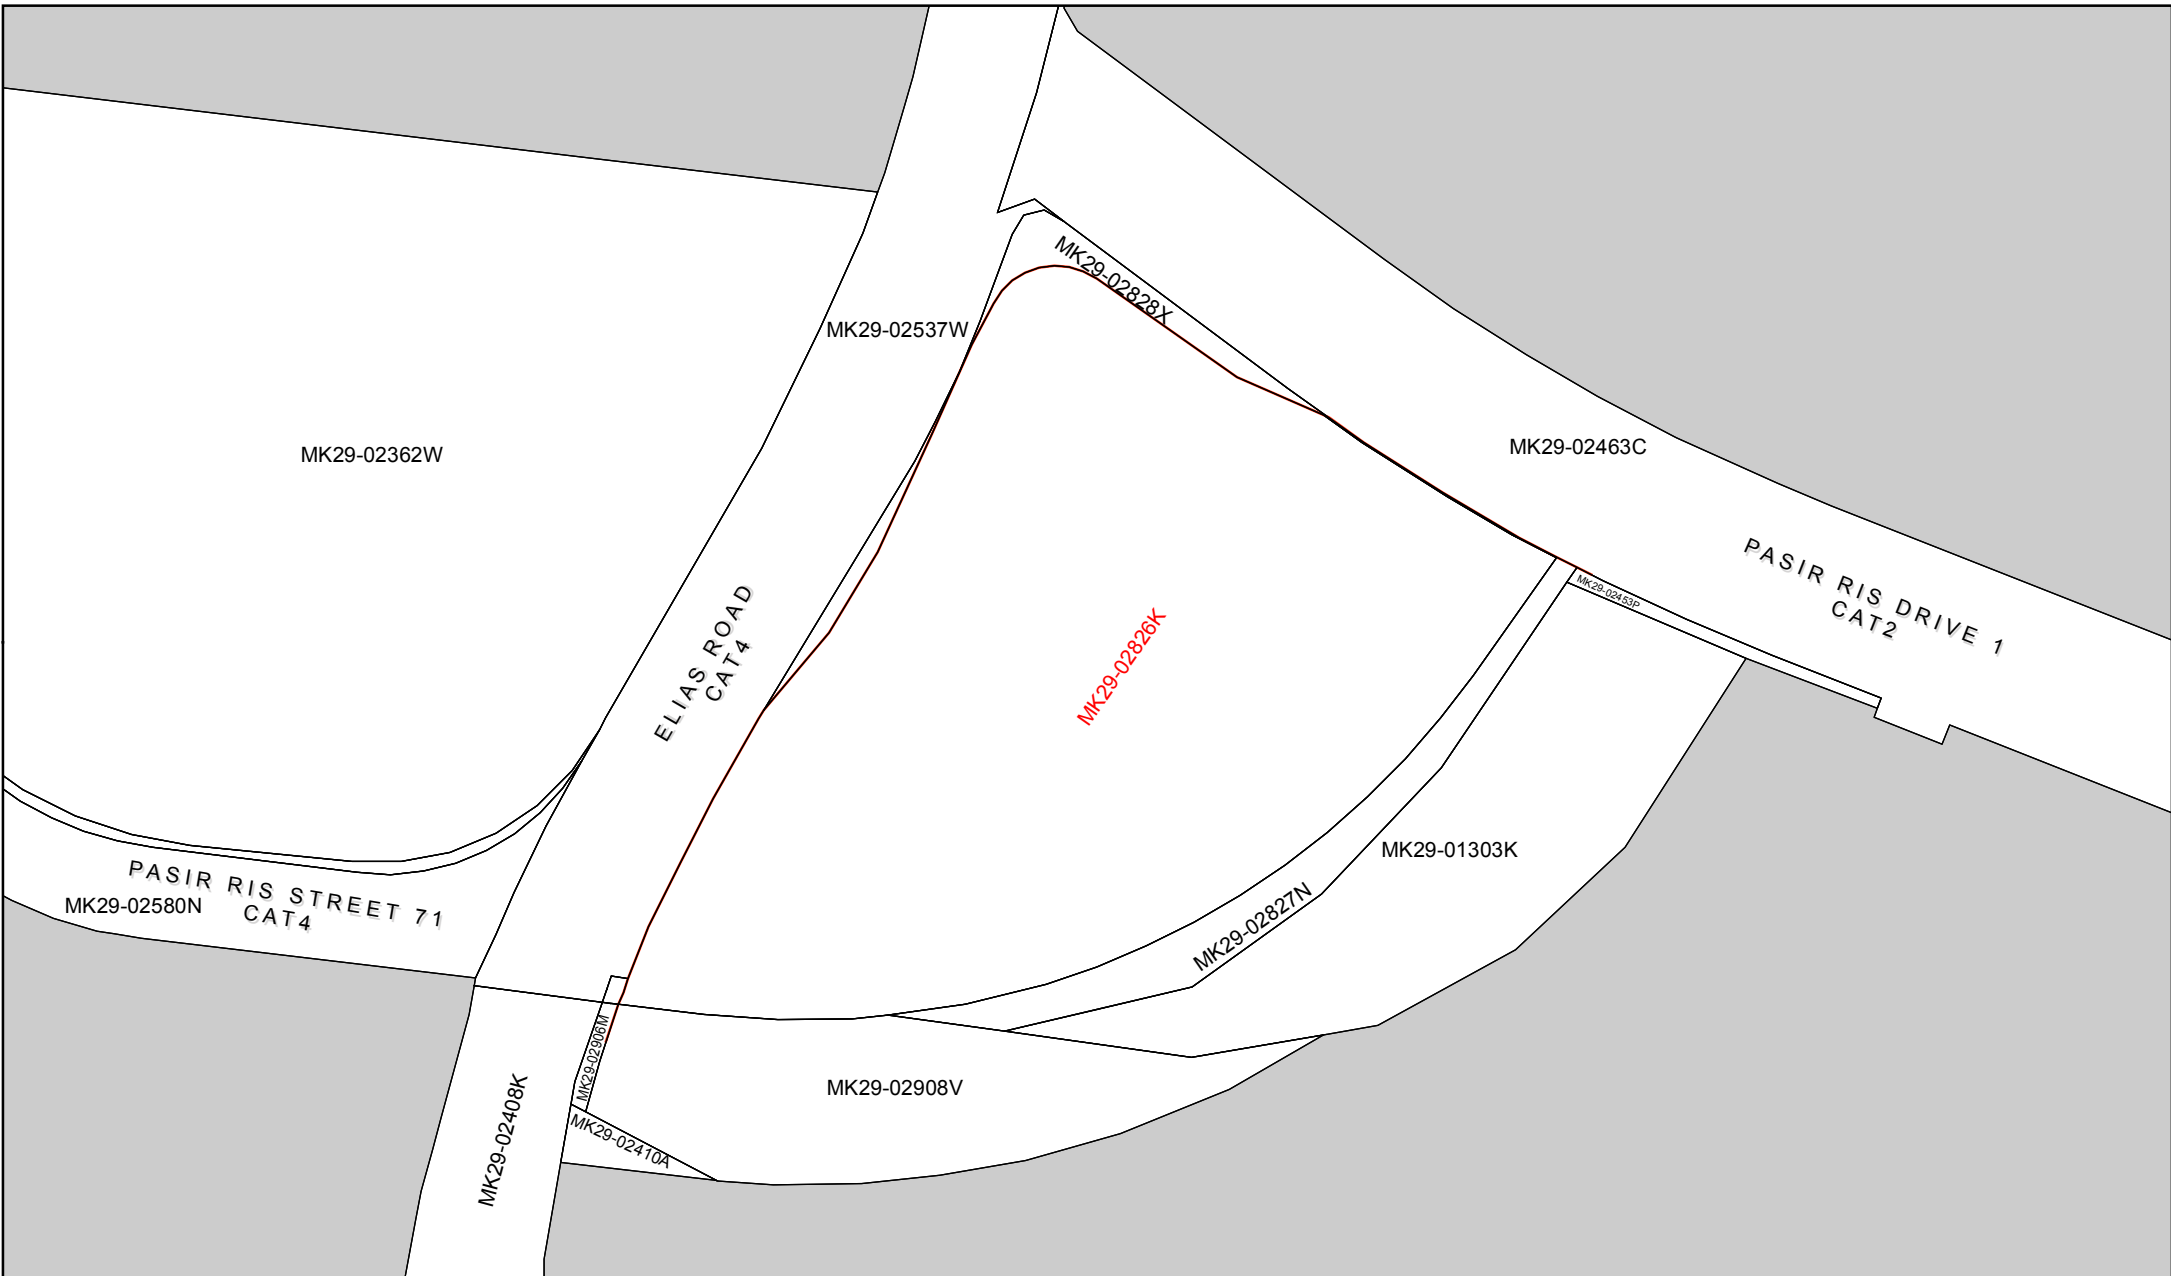 MK29-02828X
MK29-02537W
MK29-02362W
MK29-02463C
PASIR RIS DRIVE 1
CAT2
MK29-02453P
ELIAS ROAD
CAT4
MK29-02826K
MK29-01303K
PASIR RIS STREET 71
CAT4
MK29-02580N
MK29-02827N
MK29-02906M
MK29-02908V
MK29-02408K
MK29-02410A